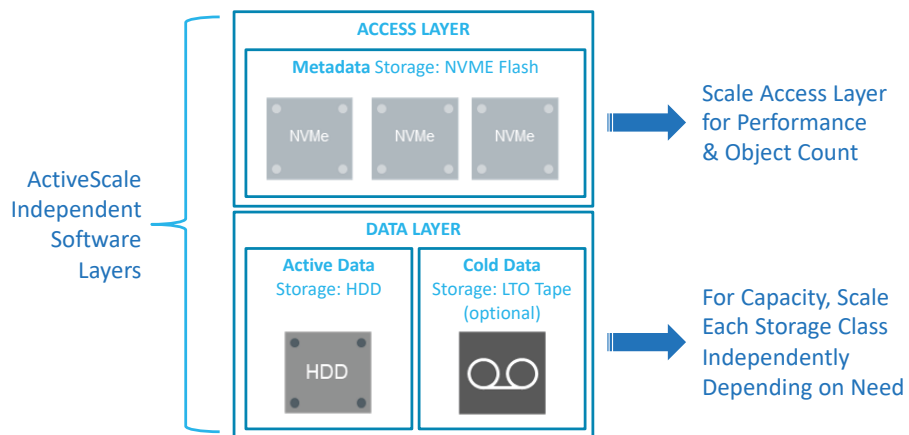 ACCESS LAYER
Metadata Storage: NVME Flash
NVMe
NVMe
NVMe
Scale Access Layer
for Performance
& Object Count
ActiveScale
Independent
Software
Layers
DATA LAYER
Active Data
Storage: HDD
HDD
Cold Data
Storage: LTO Tape
(optional)
For Capacity, Scale
Each Storage Class
Independently
Depending on Need